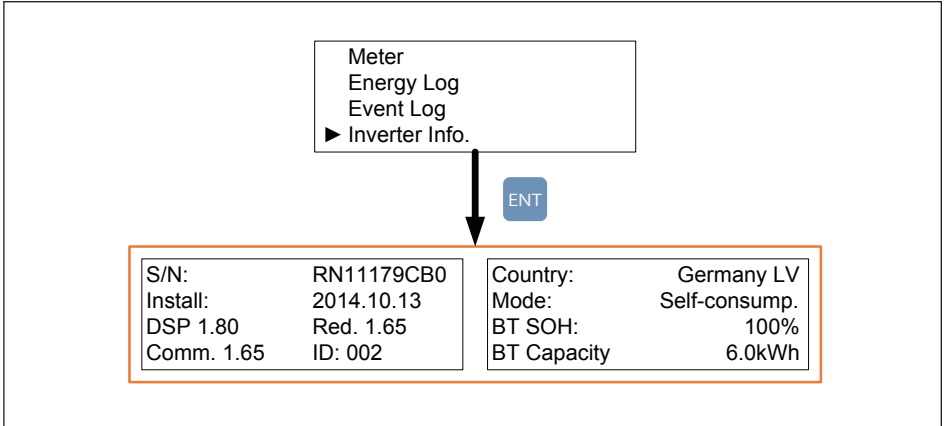 Meter
Energy Log
Event Log
► Inverter Info.
ENT
S/N: RN11179CB0
Install: 2014.10.13
DSP 1.80 Red. 1.65
Comm. 1.65 ID: 002
Country: Germany LV
Mode: Self-consump.
BT SOH: 100%
BT Capacity 6.0kWh